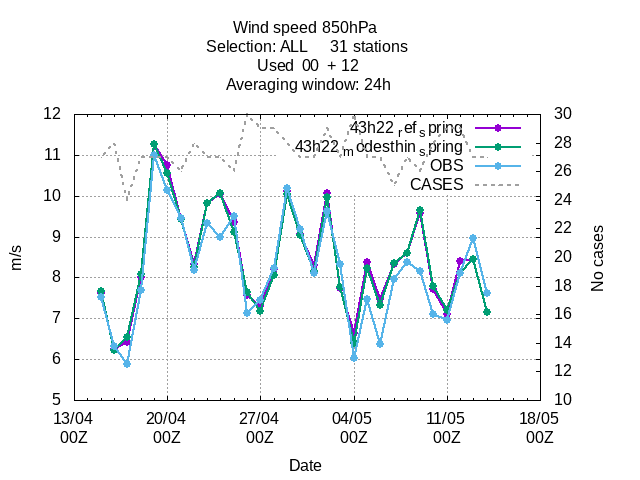 Wind speed 850hPa
Selection: ALL 31 stations
Used 00 + 12
Averaging window: 24h
12 30
43h22_ref_spring
28
11 43h22_modesthin_spring
26 OBS
10 CASES
24
9 22
m/s 20 No cases
8 18
7 16
6 14
12
5 10
13/04 20/04 27/04 04/05 11/05 18/05
00Z 00Z 00Z 00Z 00Z 00Z
Date